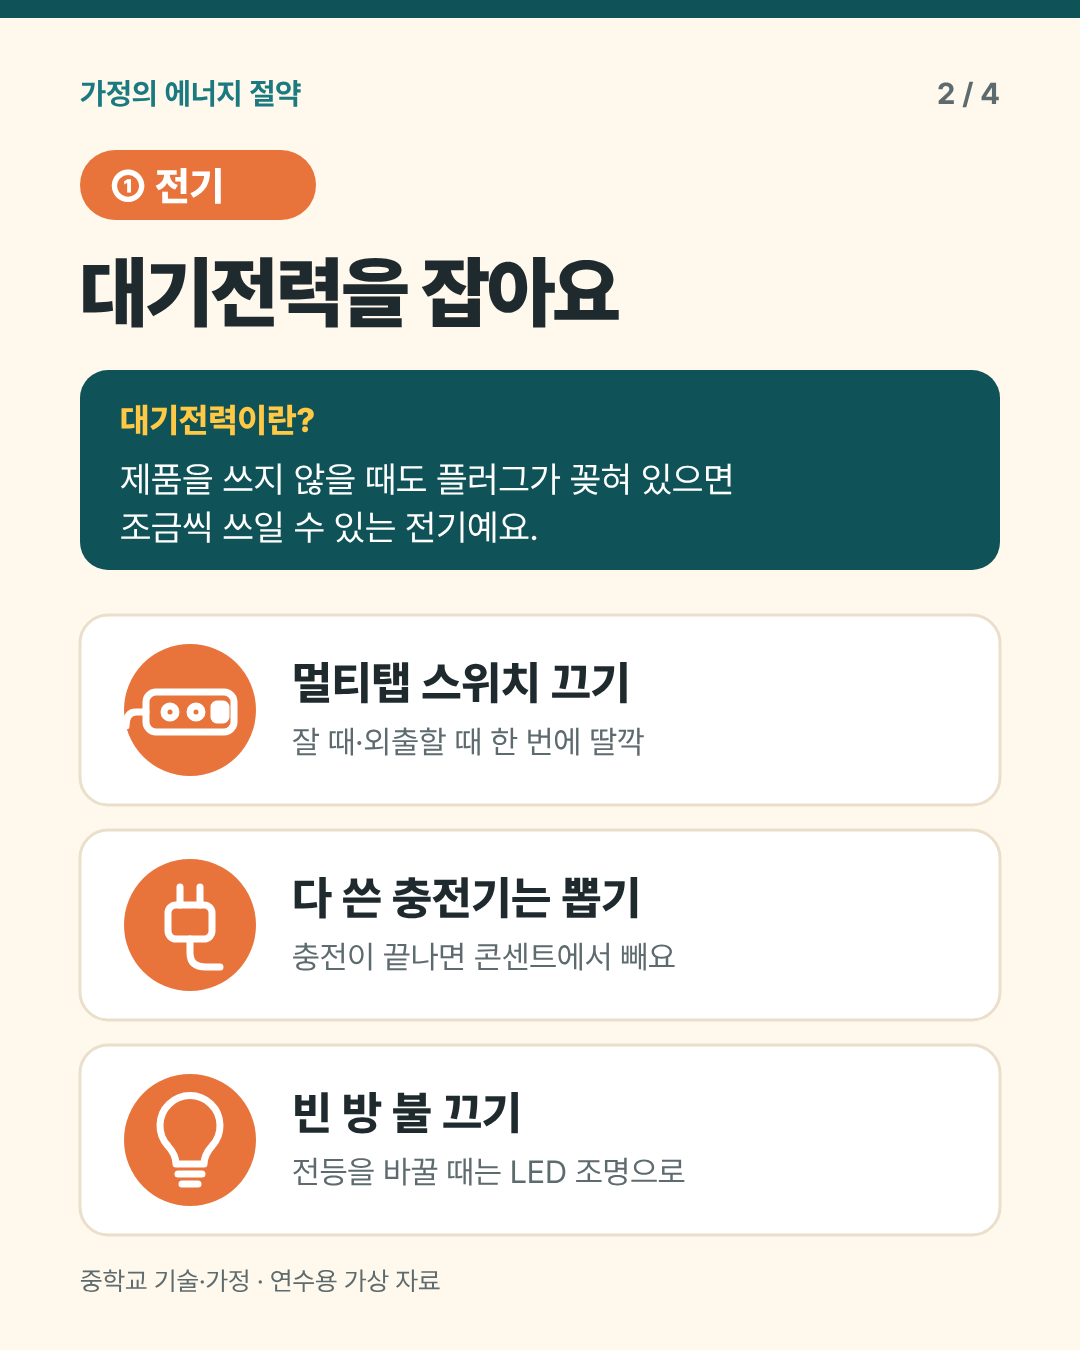 가정의 에너지 절약
2 / 4
① 전기
대기전력을 잡아요
대기전력이란?
제품을 쓰지 않을 때도 플러그가 꽂혀 있으면
조금씩 쓰일 수 있는 전기예요.
멀티탭 스위치 끄기
잘 때·외출할 때 한 번에 딸깍
다 쓴 충전기는 뽑기
충전이 끝나면 콘센트에서 빼요
빈 방 불 끄기
전등을 바꿀 때는 LED 조명으로
중학교 기술·가정 · 연수용 가상 자료